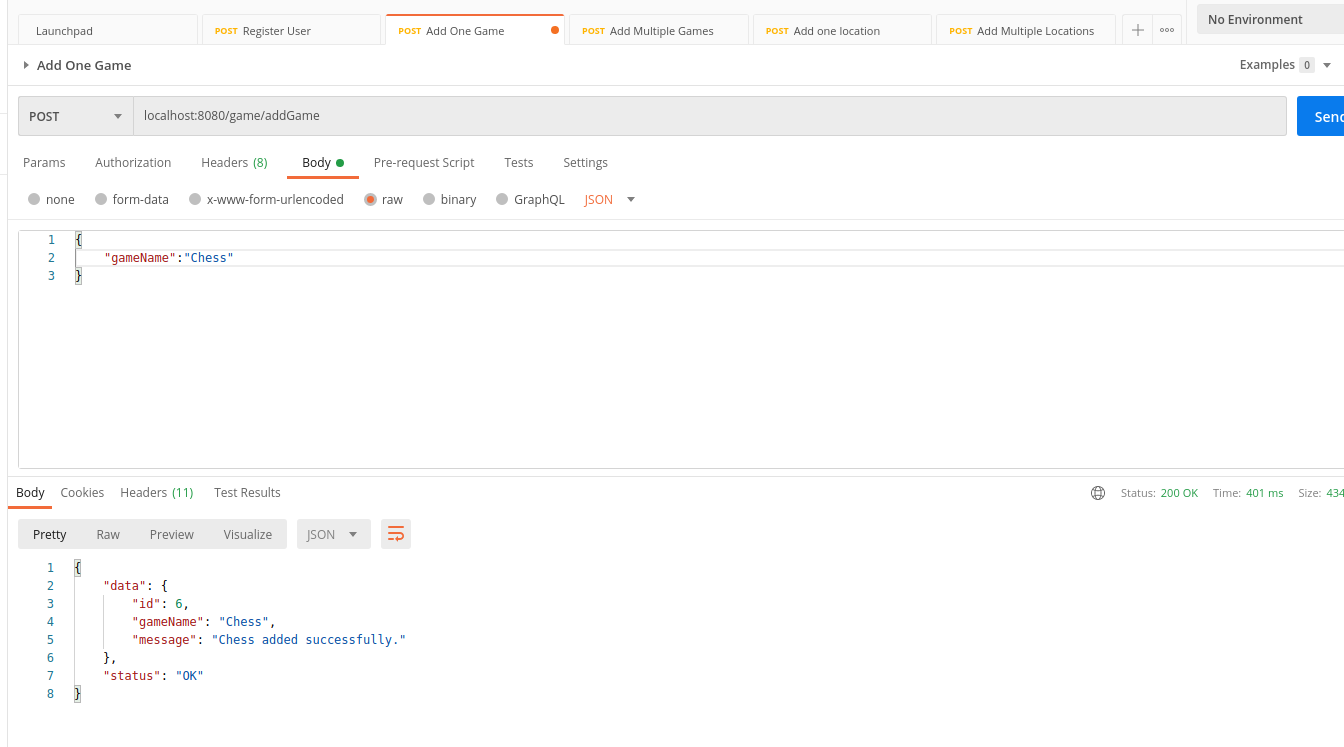 Launchpad
POST Register User
POST Add One Game
POST Add Multiple Games
POST Add one location
POST Add Multiple Locations
No Environment
Add One Game
Examples 0
POST
localhost:8080/game/addGame
Send
Params Authorization Headers (8) Body Pre-request Script Tests Settings
none form-data x-www-form-urlencoded raw binary GraphQL JSON
1 {
2 "gameName":"Chess"
3 }
Body Cookies Headers (11) Test Results
Status: 200 OK Time: 401 ms Size: 434
Pretty Raw Preview Visualize JSON
1 {
2 "data": {
3 "id": 6,
4 "gameName": "Chess",
5 "message": "Chess added successfully."
6 },
7 "status": "OK"
8 }